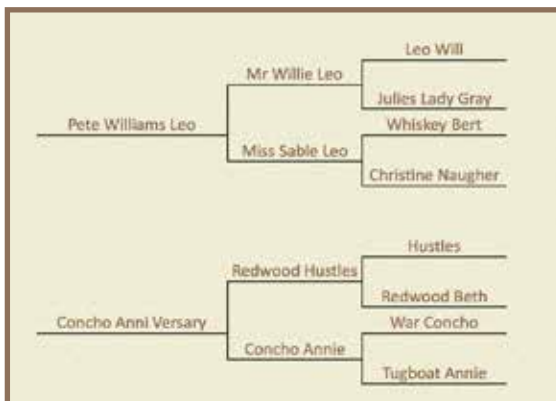 Leo Will
Mr Willie Leo
Julies Lady Gray
Pete Williams Leo
Whiskey Bert
Miss Sable Leo
Christine Naugher
Hustles
Redwood Hustles
Redwood Beth
Concho Anni Versary
War Concho
Concho Annie
Tugboat Annie